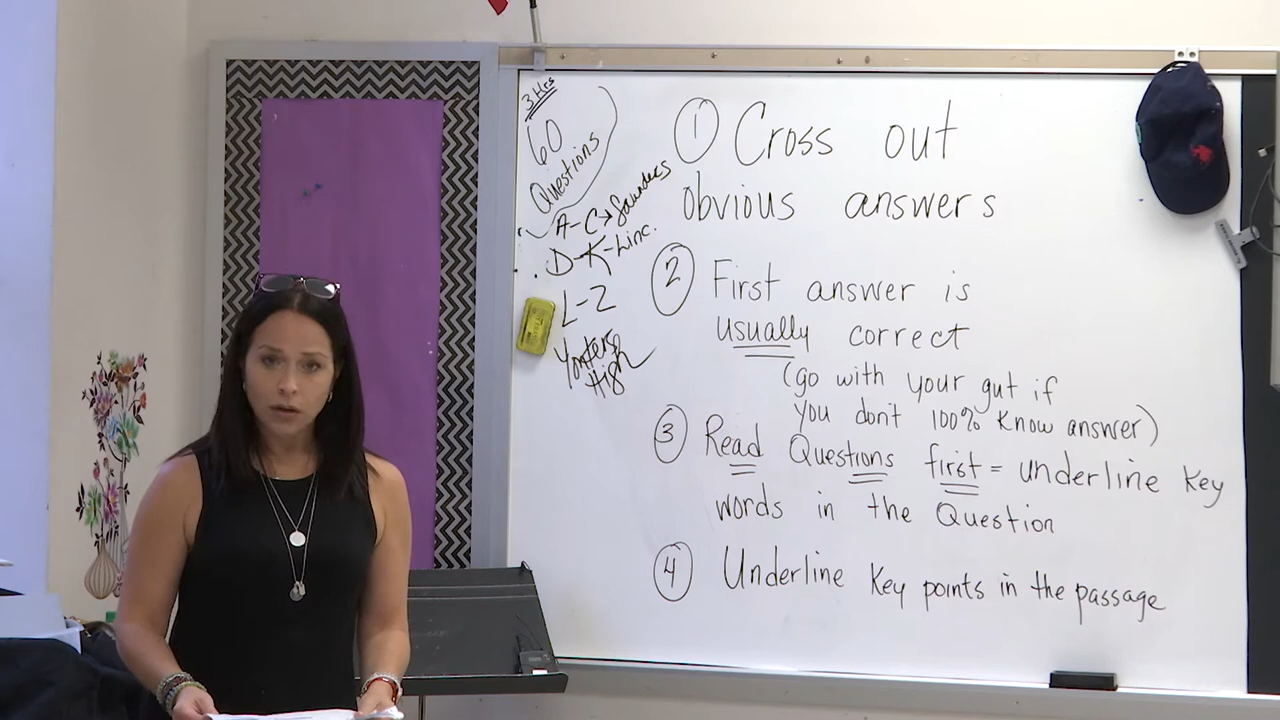 3 Hrs
60
Questions
A-C→Saunders
D-K-Linc.
L-Z
Yonkers
High
① Cross out
obvious answers
② First answer is
usually correct
(go with your gut if
you don't 100% know answer)
③ Read Questions first = underline key
words in the Question
④ Underline key points in the passage